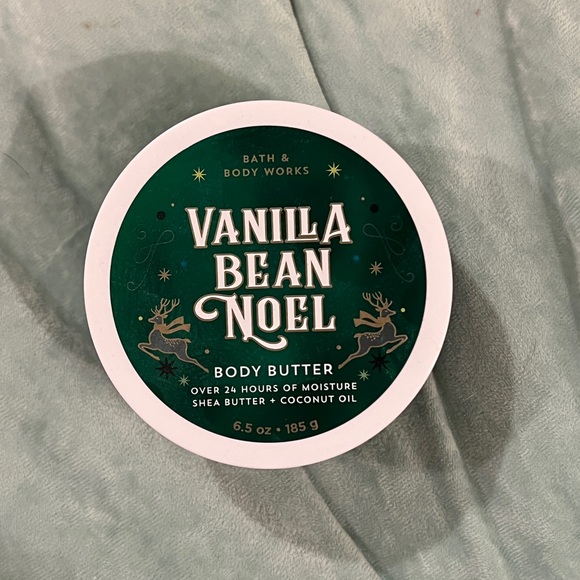 BATH &
BODY WORKS
VANILLA
BEAN
NOEL
BODY BUTTER
OVER 24 HOURS OF MOISTURE
SHEA BUTTER + COCONUT OIL
6.5 oz • 185 g